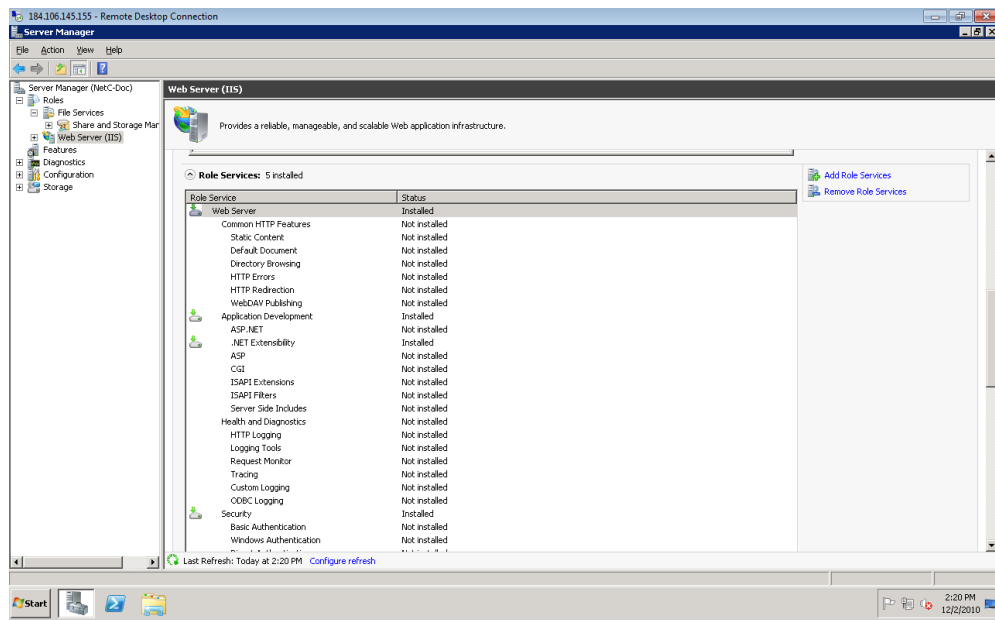 184.106.145.155 - Remote Desktop Connection
Server Manager
File Action View Help
Server Manager (NetC-Doc)
Roles
File Services
Share and Storage Mar
Web Server (IIS)
Features
Diagnostics
Configuration
Storage
Web Server (IIS)
Provides a reliable, manageable, and scalable Web application infrastructure.
Role Services: 5 installed
Add Role Services
Remove Role Services
Role Service Status
Web Server Installed
Common HTTP Features Not installed
Static Content Not installed
Default Document Not installed
Directory Browsing Not installed
HTTP Errors Not installed
HTTP Redirection Not installed
WebDAV Publishing Not installed
Application Development Installed
ASP.NET Not installed
.NET Extensibility Installed
ASP Not installed
CGI Not installed
ISAPI Extensions Not installed
ISAPI Filters Not installed
Server Side Includes Not installed
Health and Diagnostics Not installed
HTTP Logging Not installed
Logging Tools Not installed
Request Monitor Not installed
Tracing Not installed
Custom Logging Not installed
ODBC Logging Not installed
Security Installed
Basic Authentication Not installed
Windows Authentication Not installed
Last Refresh: Today at 2:20 PM Configure refresh
Start
2:20 PM
12/2/2010